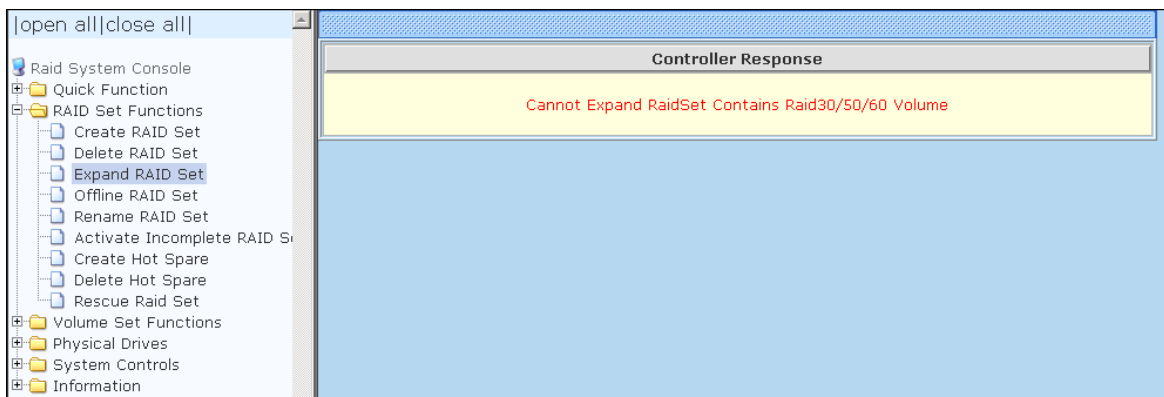 |open all|close all|
Raid System Console
Quick Function
RAID Set Functions
Create RAID Set
Delete RAID Set
Expand RAID Set
Offline RAID Set
Rename RAID Set
Activate Incomplete RAID
Create Hot Spare
Delete Hot Spare
Rescue Raid Set
Volume Set Functions
Physical Drives
System Controls
Information
Controller Response
Cannot Expand RaidSet Contains Raid30/50/60 Volume